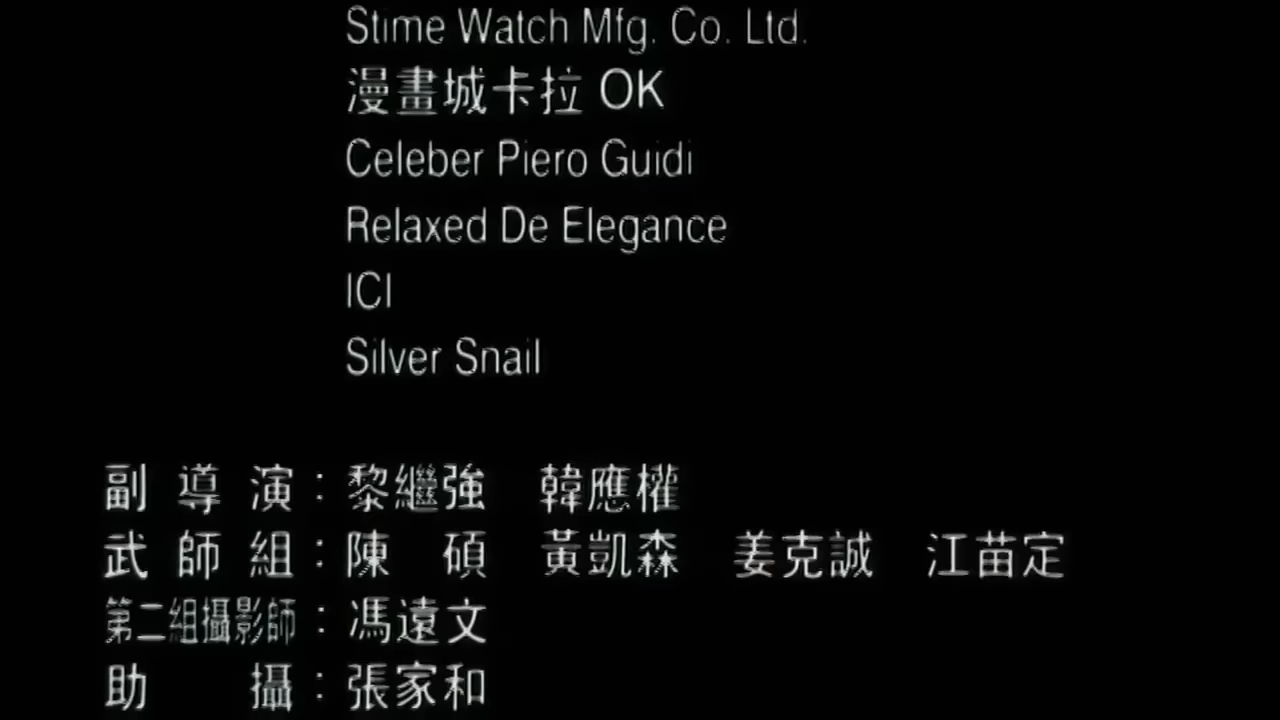 Stime Watch Mfg. Co. Ltd.
漫畫城卡拉 OK
Celeber Piero Guidi
Relaxed De Elegance
ICI
Silver Snail
副導演：黎繼強　韓應權
武師組：陳　碩　黃凱森　姜克誠　江苗定
第二組攝影師：馮遠文
助　攝：張家和